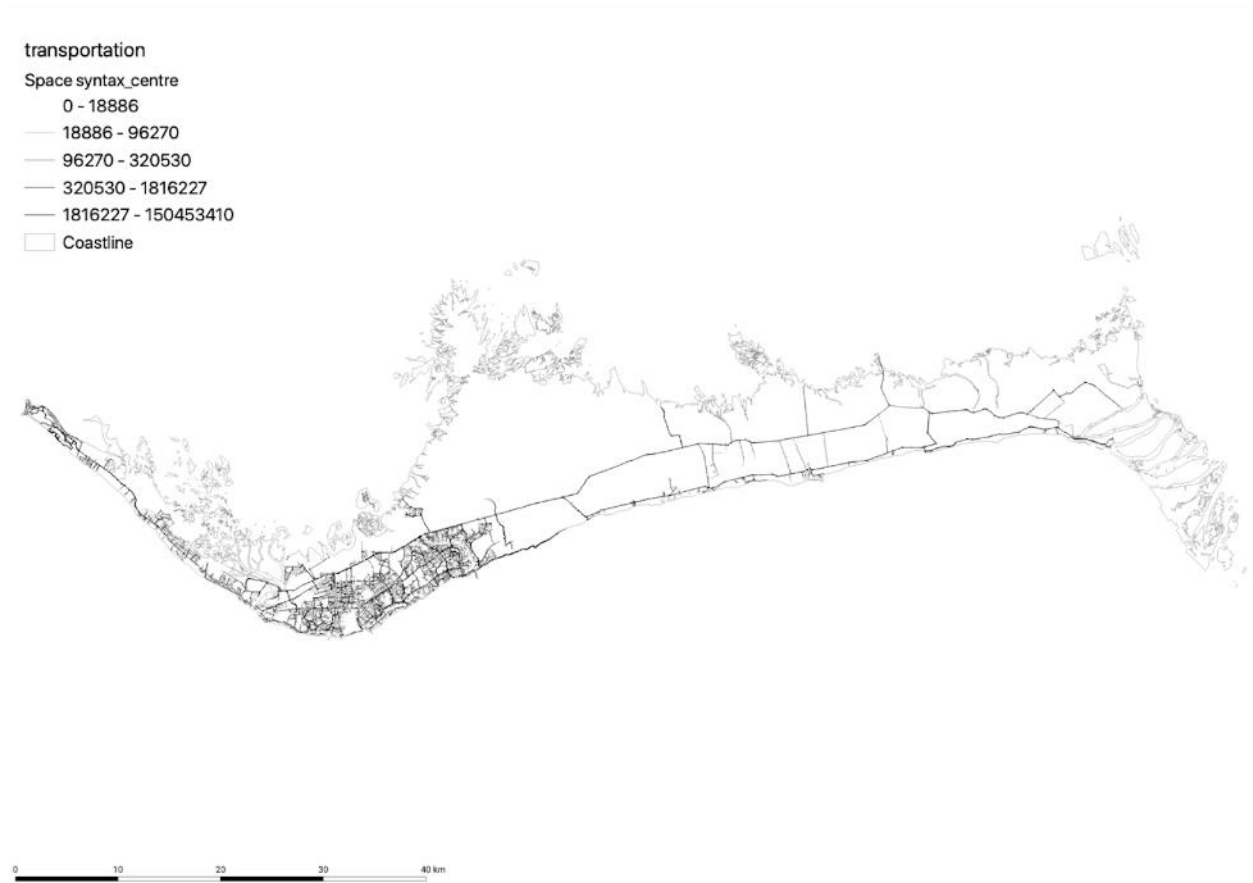 transportation
Space syntax_centre
0 - 18886
18886 - 96270
96270 - 320530
320530 - 1816227
1816227 - 150453410
Coastline
0 10 20 30 40 km